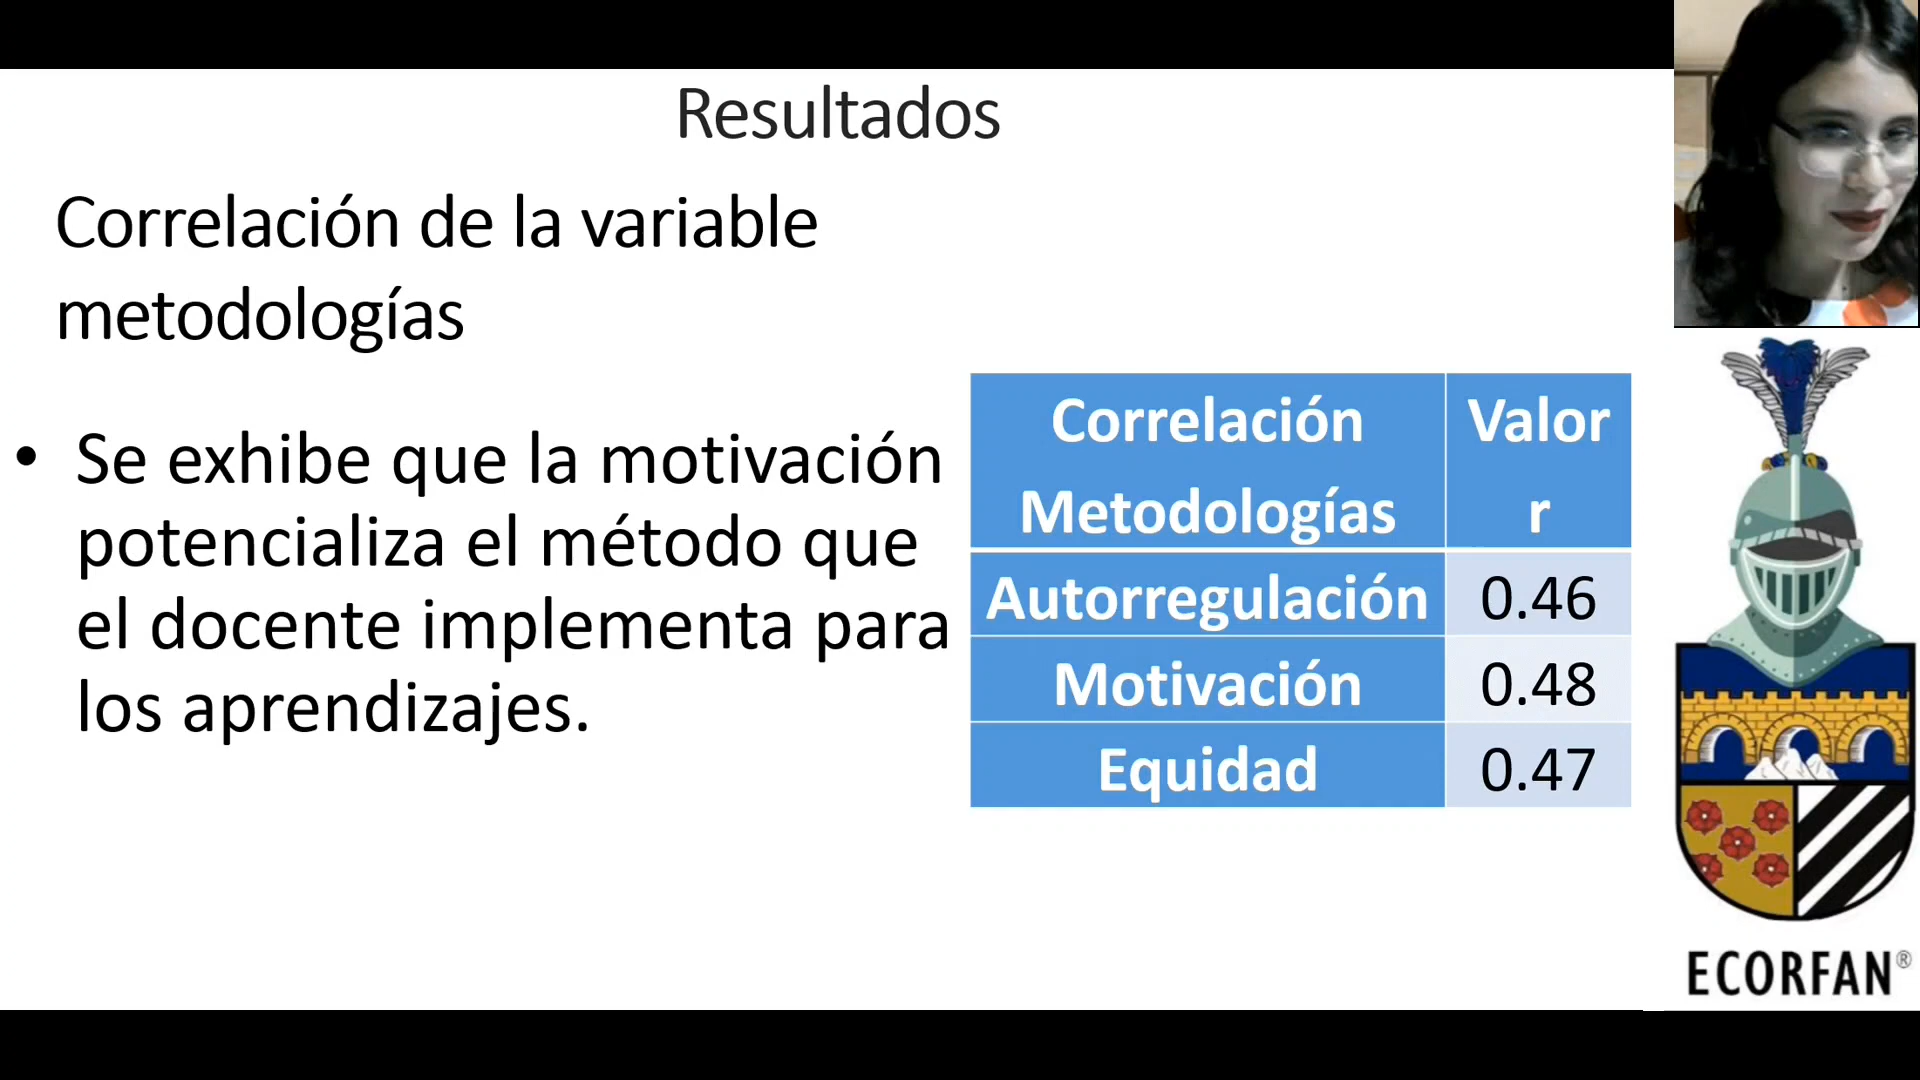 Resultados
Correlación de la variable
metodologías
• Se exhibe que la motivación
potencializa el método que
el docente implementa para
los aprendizajes.
Correlación Metodologías Valor r
Autorregulación 0.46
Motivación 0.48
Equidad 0.47
ECORFAN®